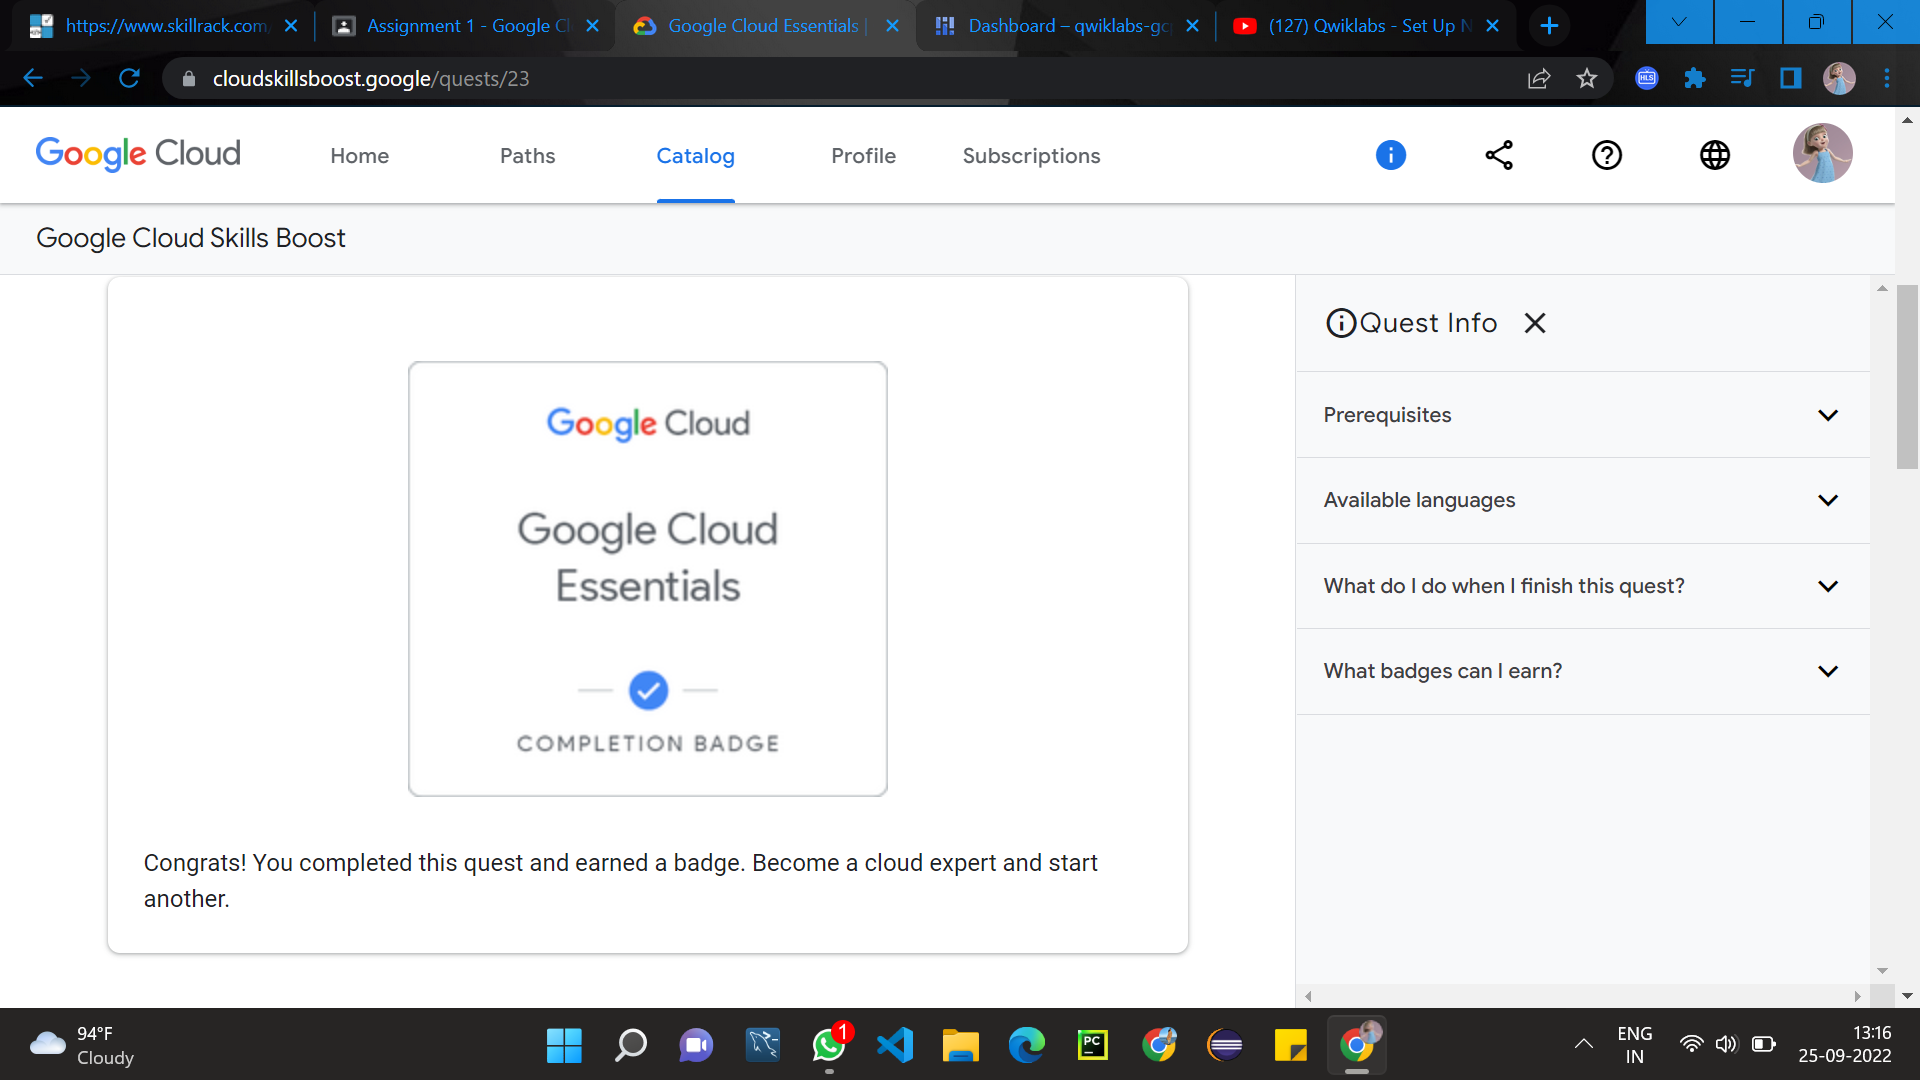 https://www.skillrack.com/
Assignment 1 - Google Cl
Google Cloud Essentials |
Dashboard – qwiklabs-gcp
(127) Qwiklabs - Set Up N
cloudskillsboost.google/quests/23
HLS
Google Cloud
Home
Paths
Catalog
Profile
Subscriptions
Google Cloud Skills Boost
Google Cloud
Google Cloud
Essentials
COMPLETION BADGE
Congrats! You completed this quest and earned a badge. Become a cloud expert and start
another.
Quest Info
Prerequisites
Available languages
What do I do when I finish this quest?
What badges can I earn?
94°F
Cloudy
1
PC
ENG
IN
13:16
25-09-2022